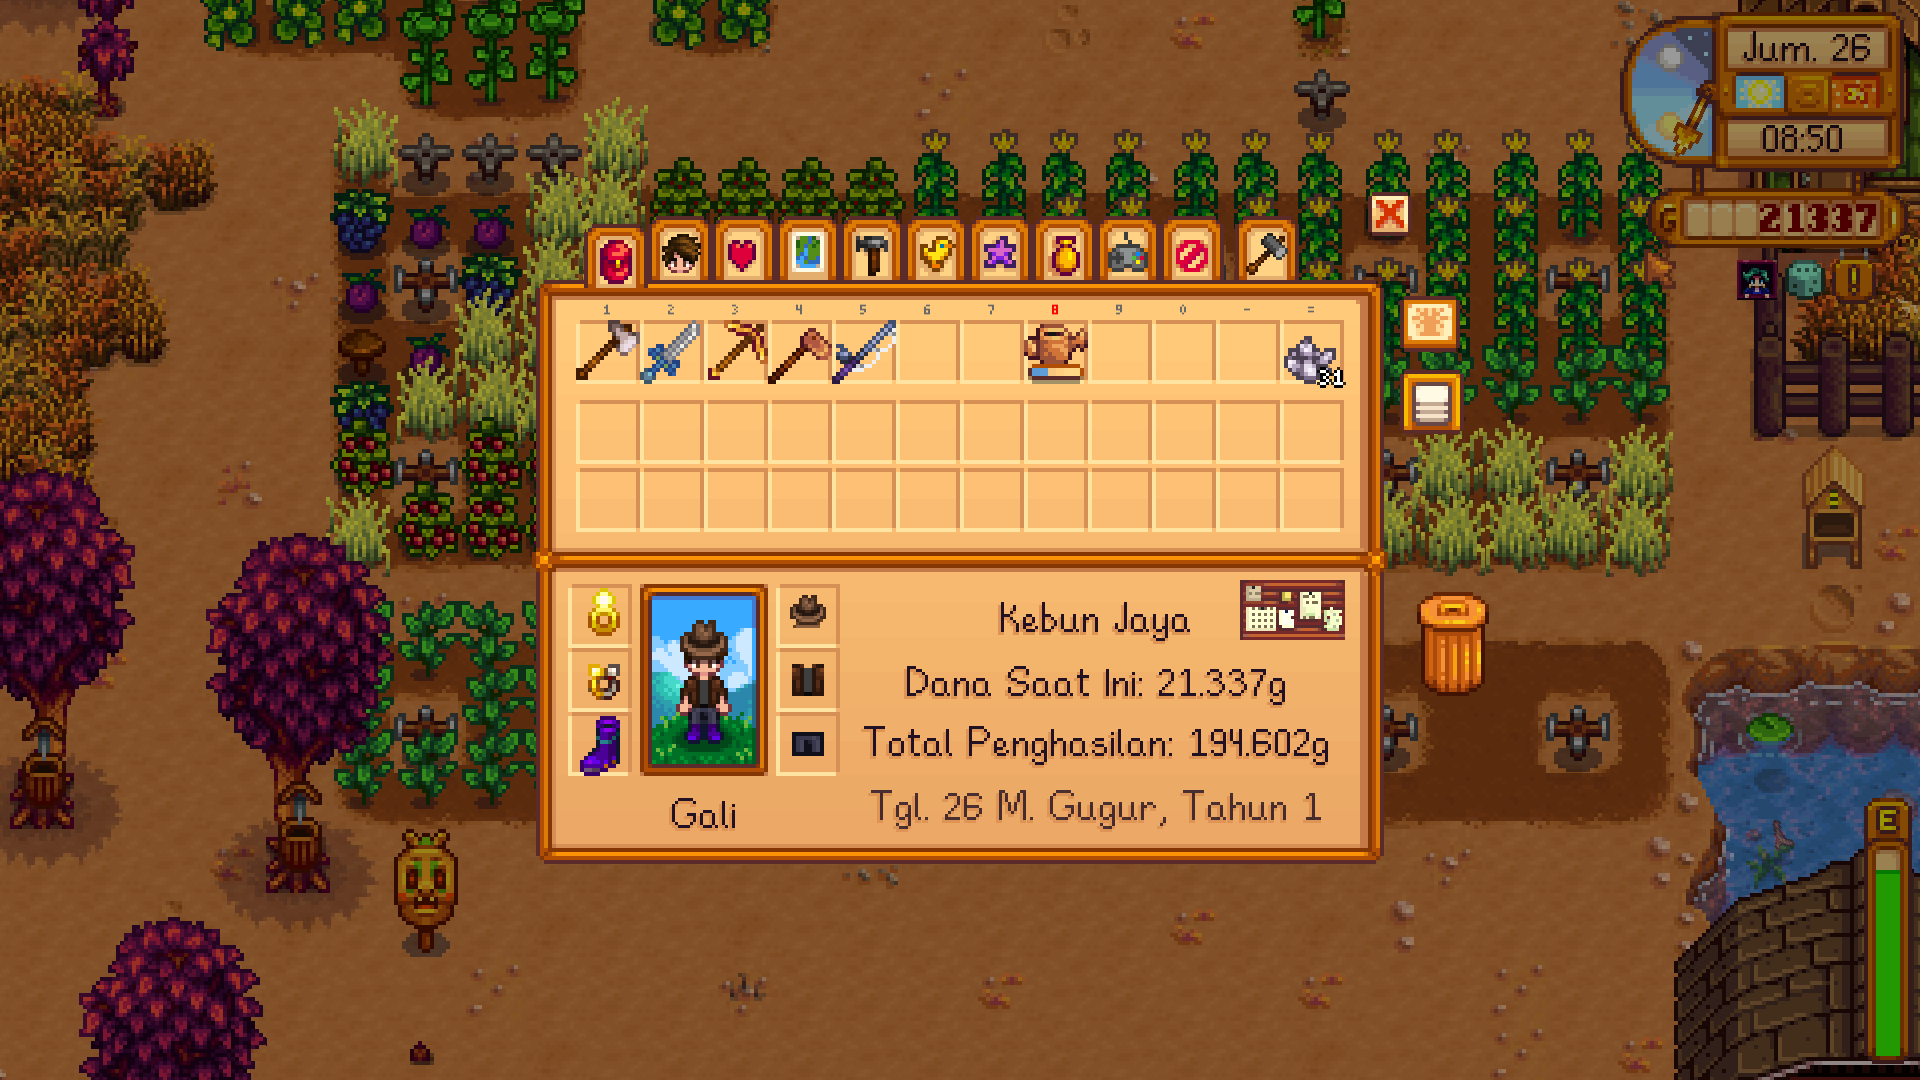 Jum. 26
08:50
G 21337
1 2 3 4 5 6 7 8 9 0 - =
31
Kebun Jaya
Dana Saat Ini: 21.337g
Total Penghasilan: 194.602g
Gali
Tgl. 26 M. Gugur, Tahun 1
E